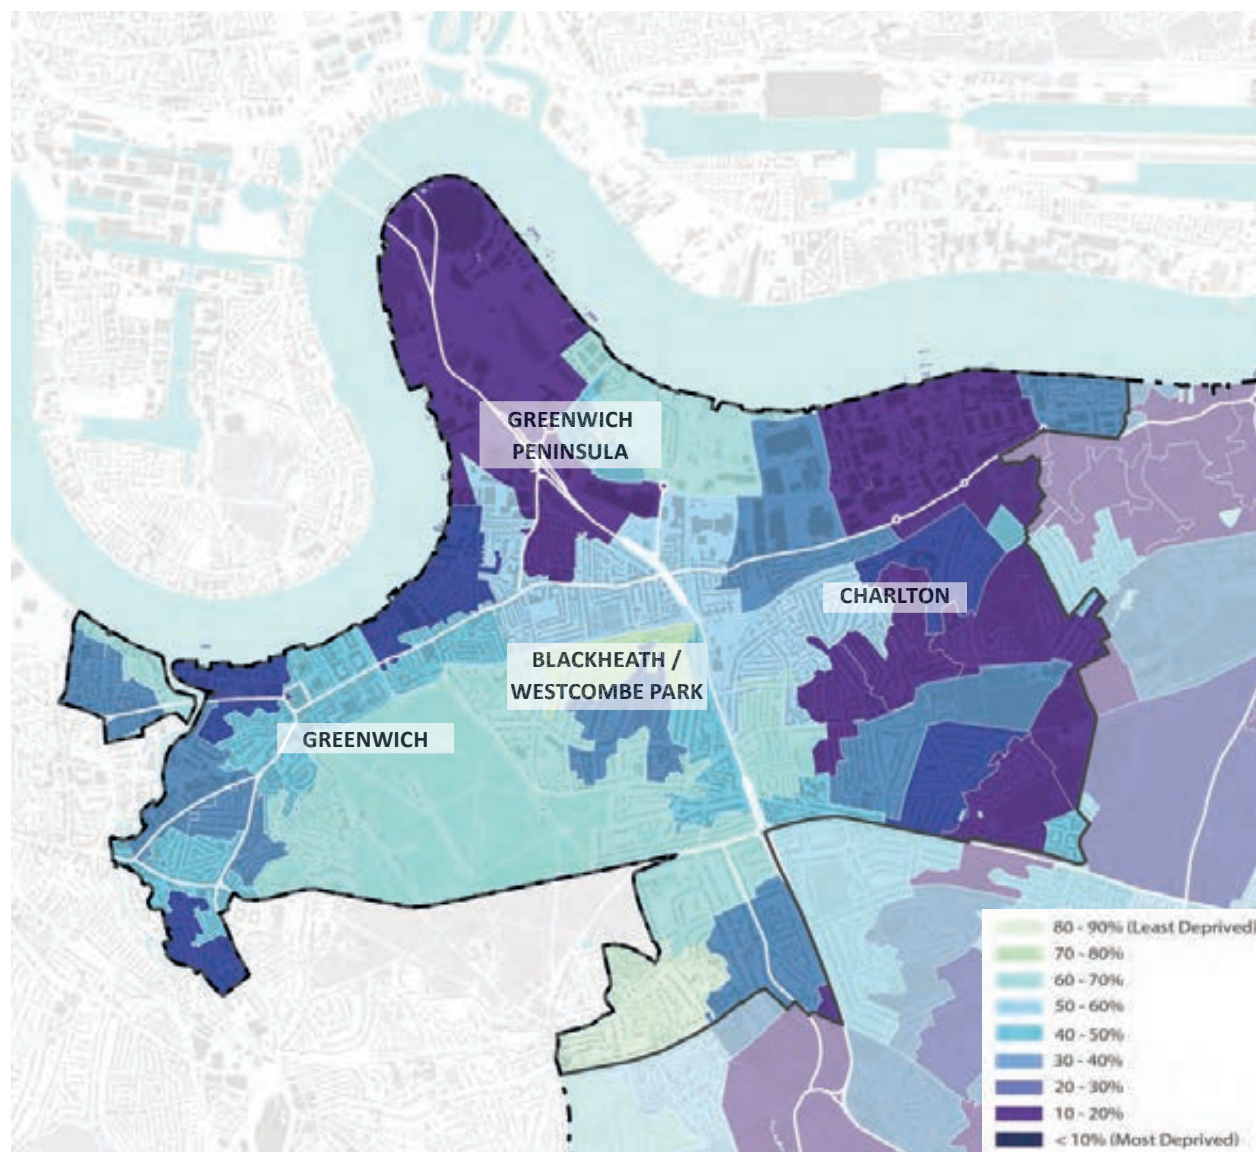 GREENWICH
PENINSULA
CHARLTON
BLACKHEATH /
WESTCOMBE PARK
GREENWICH
80 - 90% (Least Deprived)
70 - 80%
60 - 70%
50 - 60%
40 - 50%
30 - 40%
20 - 30%
10 - 20%
< 10% (Most Deprived)